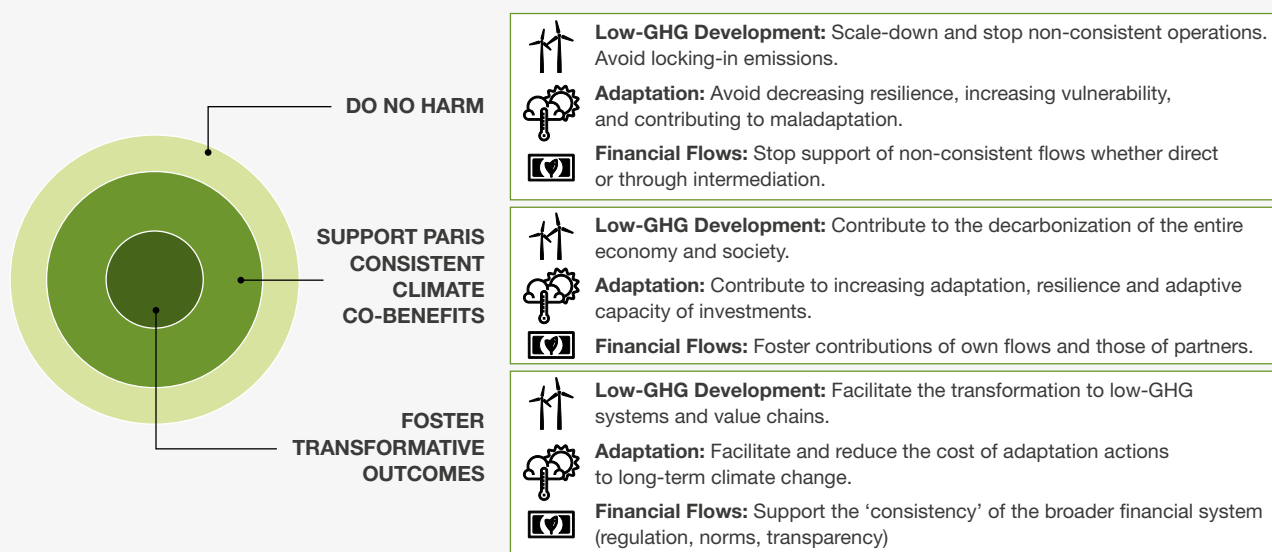 DO NO HARM
Low-GHG Development: Scale-down and stop non-consistent operations.
Avoid locking-in emissions.
Adaptation: Avoid decreasing resilience, increasing vulnerability,
and contributing to maladaptation.
Financial Flows: Stop support of non-consistent flows whether direct
or through intermediation.
SUPPORT PARIS
CONSISTENT
CLIMATE
CO-BENEFITS
Low-GHG Development: Contribute to the decarbonization of the entire
economy and society.
Adaptation: Contribute to increasing adaptation, resilience and adaptive
capacity of investments.
Financial Flows: Foster contributions of own flows and those of partners.
FOSTER
TRANSFORMATIVE
OUTCOMES
Low-GHG Development: Facilitate the transformation to low-GHG
systems and value chains.
Adaptation: Facilitate and reduce the cost of adaptation actions
to long-term climate change.
Financial Flows: Support the ‘consistency’ of the broader financial system
(regulation, norms, transparency)